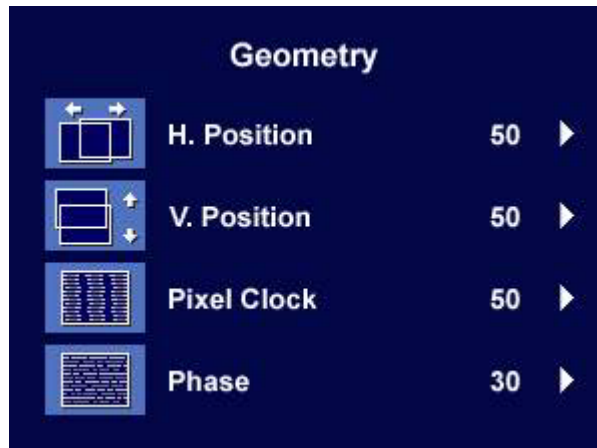 Geometry
H. Position 50
V. Position 50
Pixel Clock 50
Phase 30